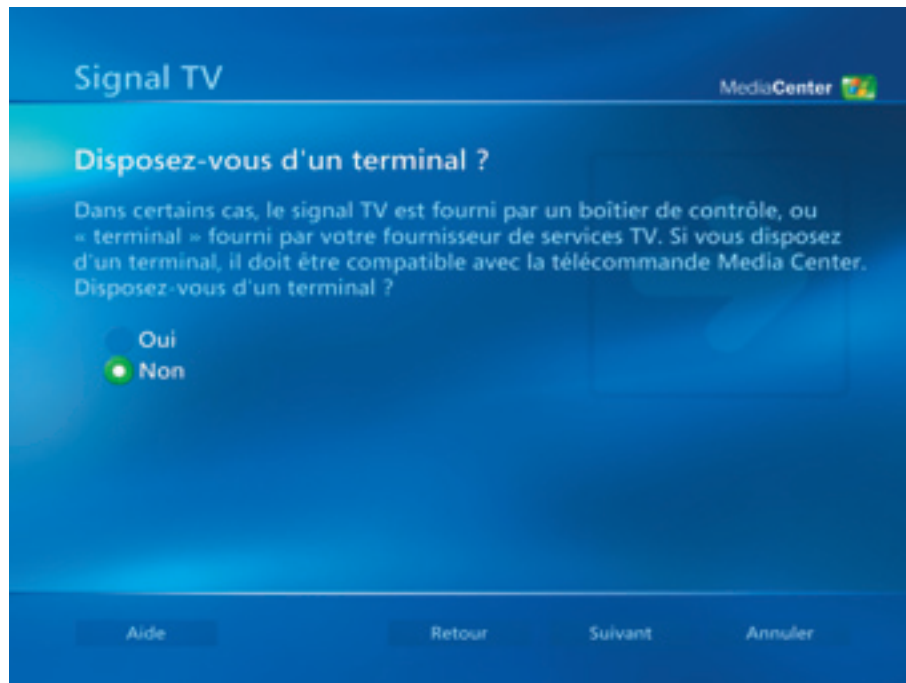 Signal TV
MediaCenter
Disposez-vous d'un terminal ?
Dans certains cas, le signal TV est fourni par un boîtier de contrôle, ou
« terminal » fourni par votre fournisseur de services TV. Si vous disposez
d'un terminal, il doit être compatible avec la télécommande Media Center.
Disposez-vous d'un terminal ?
Oui
Non
Aide Retour Suivant Annuler